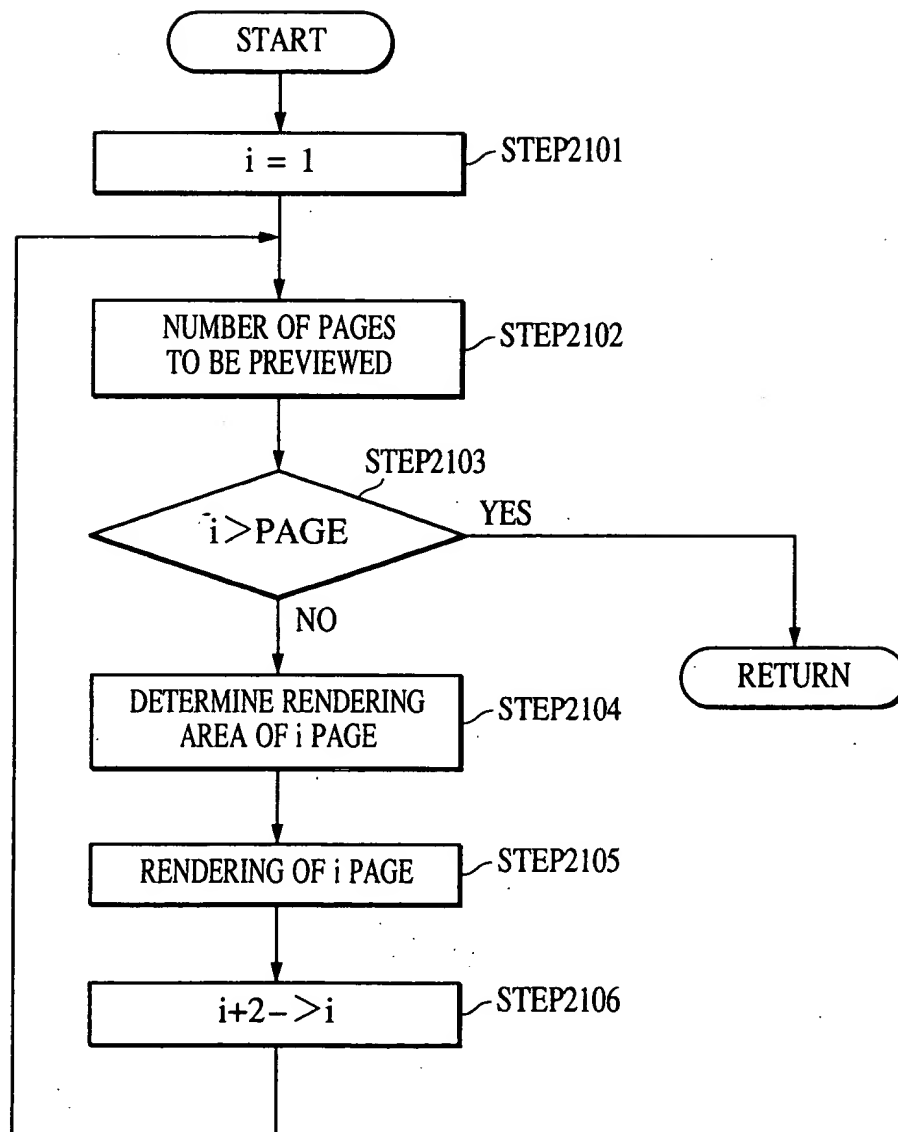 START
i = 1
STEP2101
NUMBER OF PAGES
TO BE PREVIEWED
STEP2102
STEP2103
i>PAGE
YES
NO
RETURN
DETERMINE RENDERING
AREA OF i PAGE
STEP2104
RENDERING OF i PAGE
STEP2105
i+2->i
STEP2106